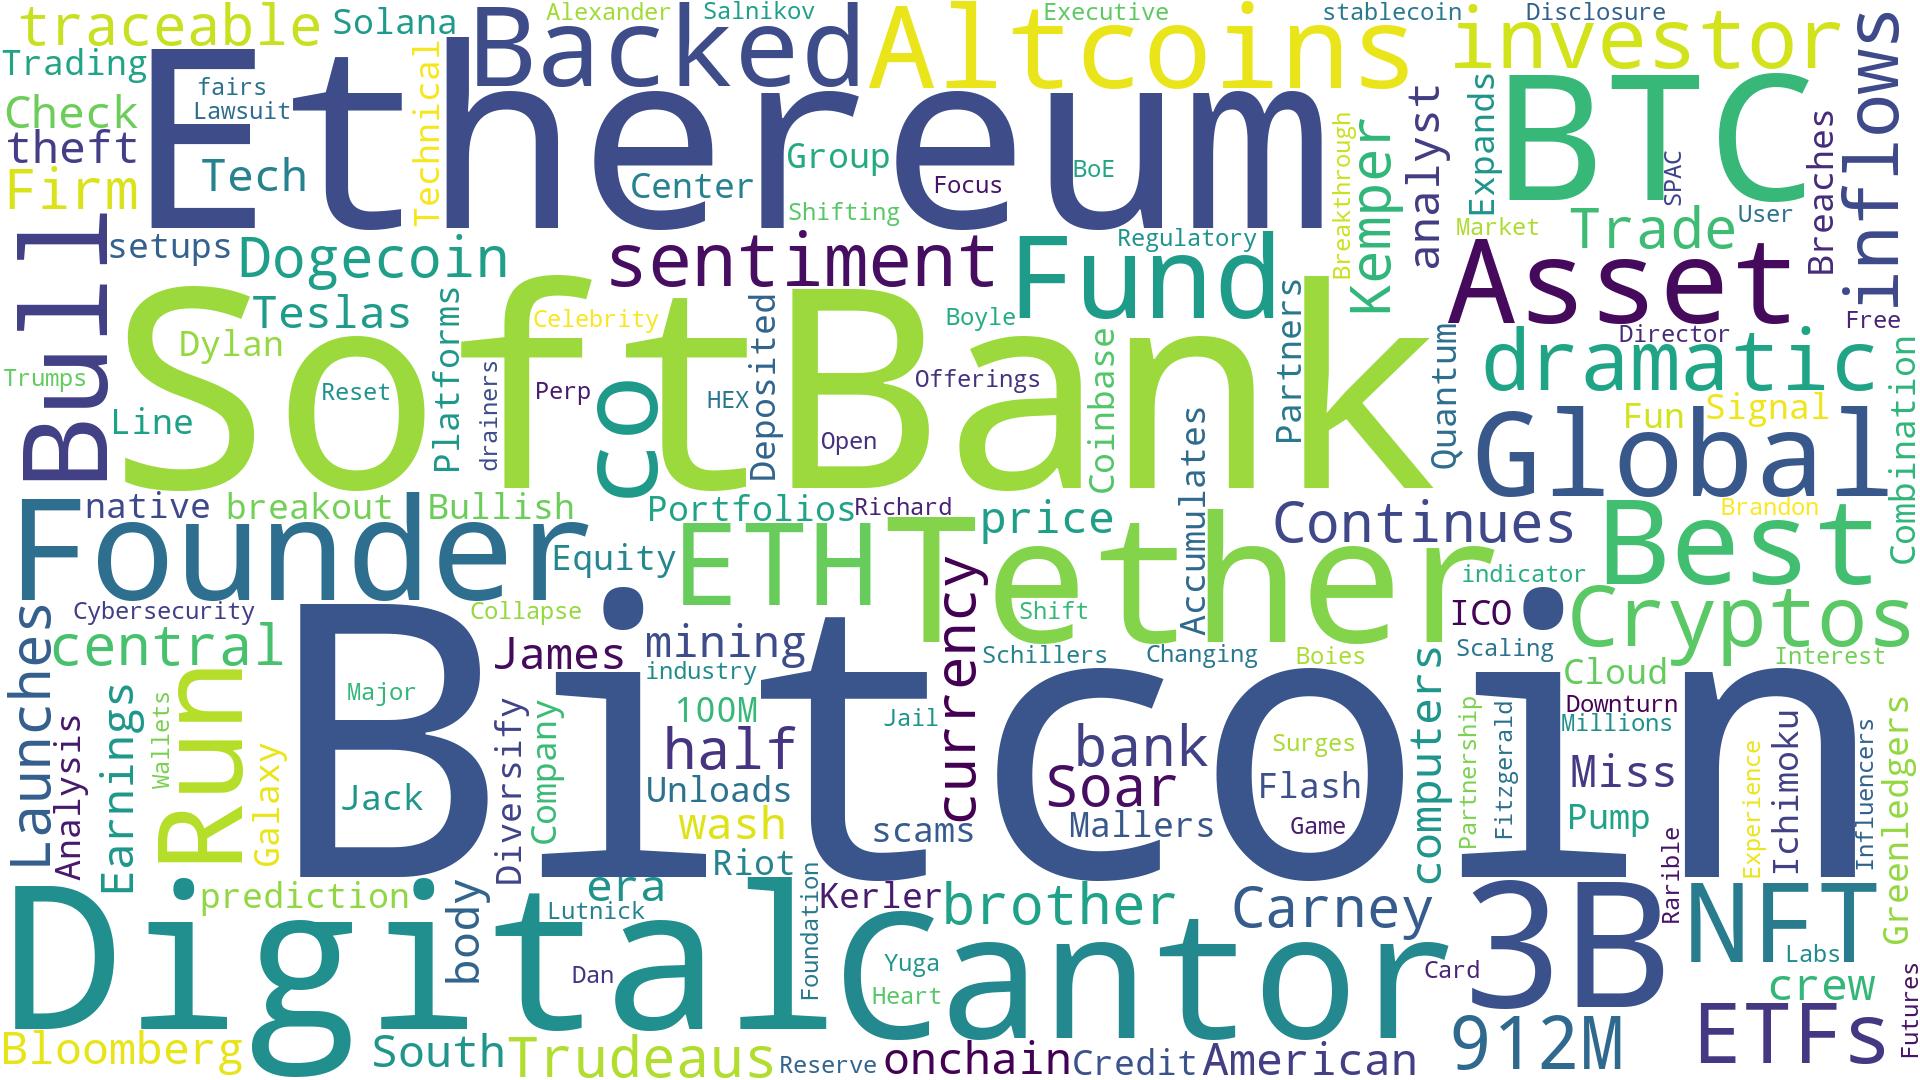 traceable
Solana
Backed
Alexander
Salnikov
Altcoins
Executive
stablecoin
Disclosure
investor
inflows
Trading
Ethereum
fairs
Lawsuit
Technical
Check
theft
Firm
Tech
Center
Group
Shifting
Focus
BoE
Breakthrough
Kemper
analyst
Expands
BTC
SPAC
User
Breaches
Market
Trade
Bull
setups
Dogecoin
sentiment
Fund
Regulatory
Asset
Director
Free
Teslas
Dylan
Platforms
Celebrity
Deposited
Boyle
Coinbase
Partners
Quantum
dramatic
Combination
Trumps
SoftBank
Reset
drainers
Perp
co
HEX
Offerings
Open
Line
Accumulates
Global
Fun
Signal
Founder
native
breakout
Bullish
Portfolios
Richard
price
Continues
Best
Brandon
Equity
ETH
Tether
currency
indicator
Launches
Cybersecurity
Collapse
Shift
ICO
Cryptos
central
James
mining
industry
Schillers
Changing
Boies
Scaling
Interest
Bitcoin
Run
Earnings
Analysis
Wallets
Galaxy
Major
Jack
Diversify
Company
100M
half
Unloads
wash
Riot
Jail
scams
bank
Soar
Mallers
Surges
Flash
Game
computers
Partnership
Fitzgerald
Cloud
Downturn
Millions
Miss
Pump
Experience
Ichimoku
Influencers
Greenledgers
Rarible
Digital
prediction
body
era
Lutnick
Dan
Foundation
Kerler
brother
Carney
Cantor
Yuga
Heart
Card
3B
NFT
Labs
crew
Futures
Bloomberg
South
Trudeaus
Reserve
onchain
Credit
American
912M
ETFs